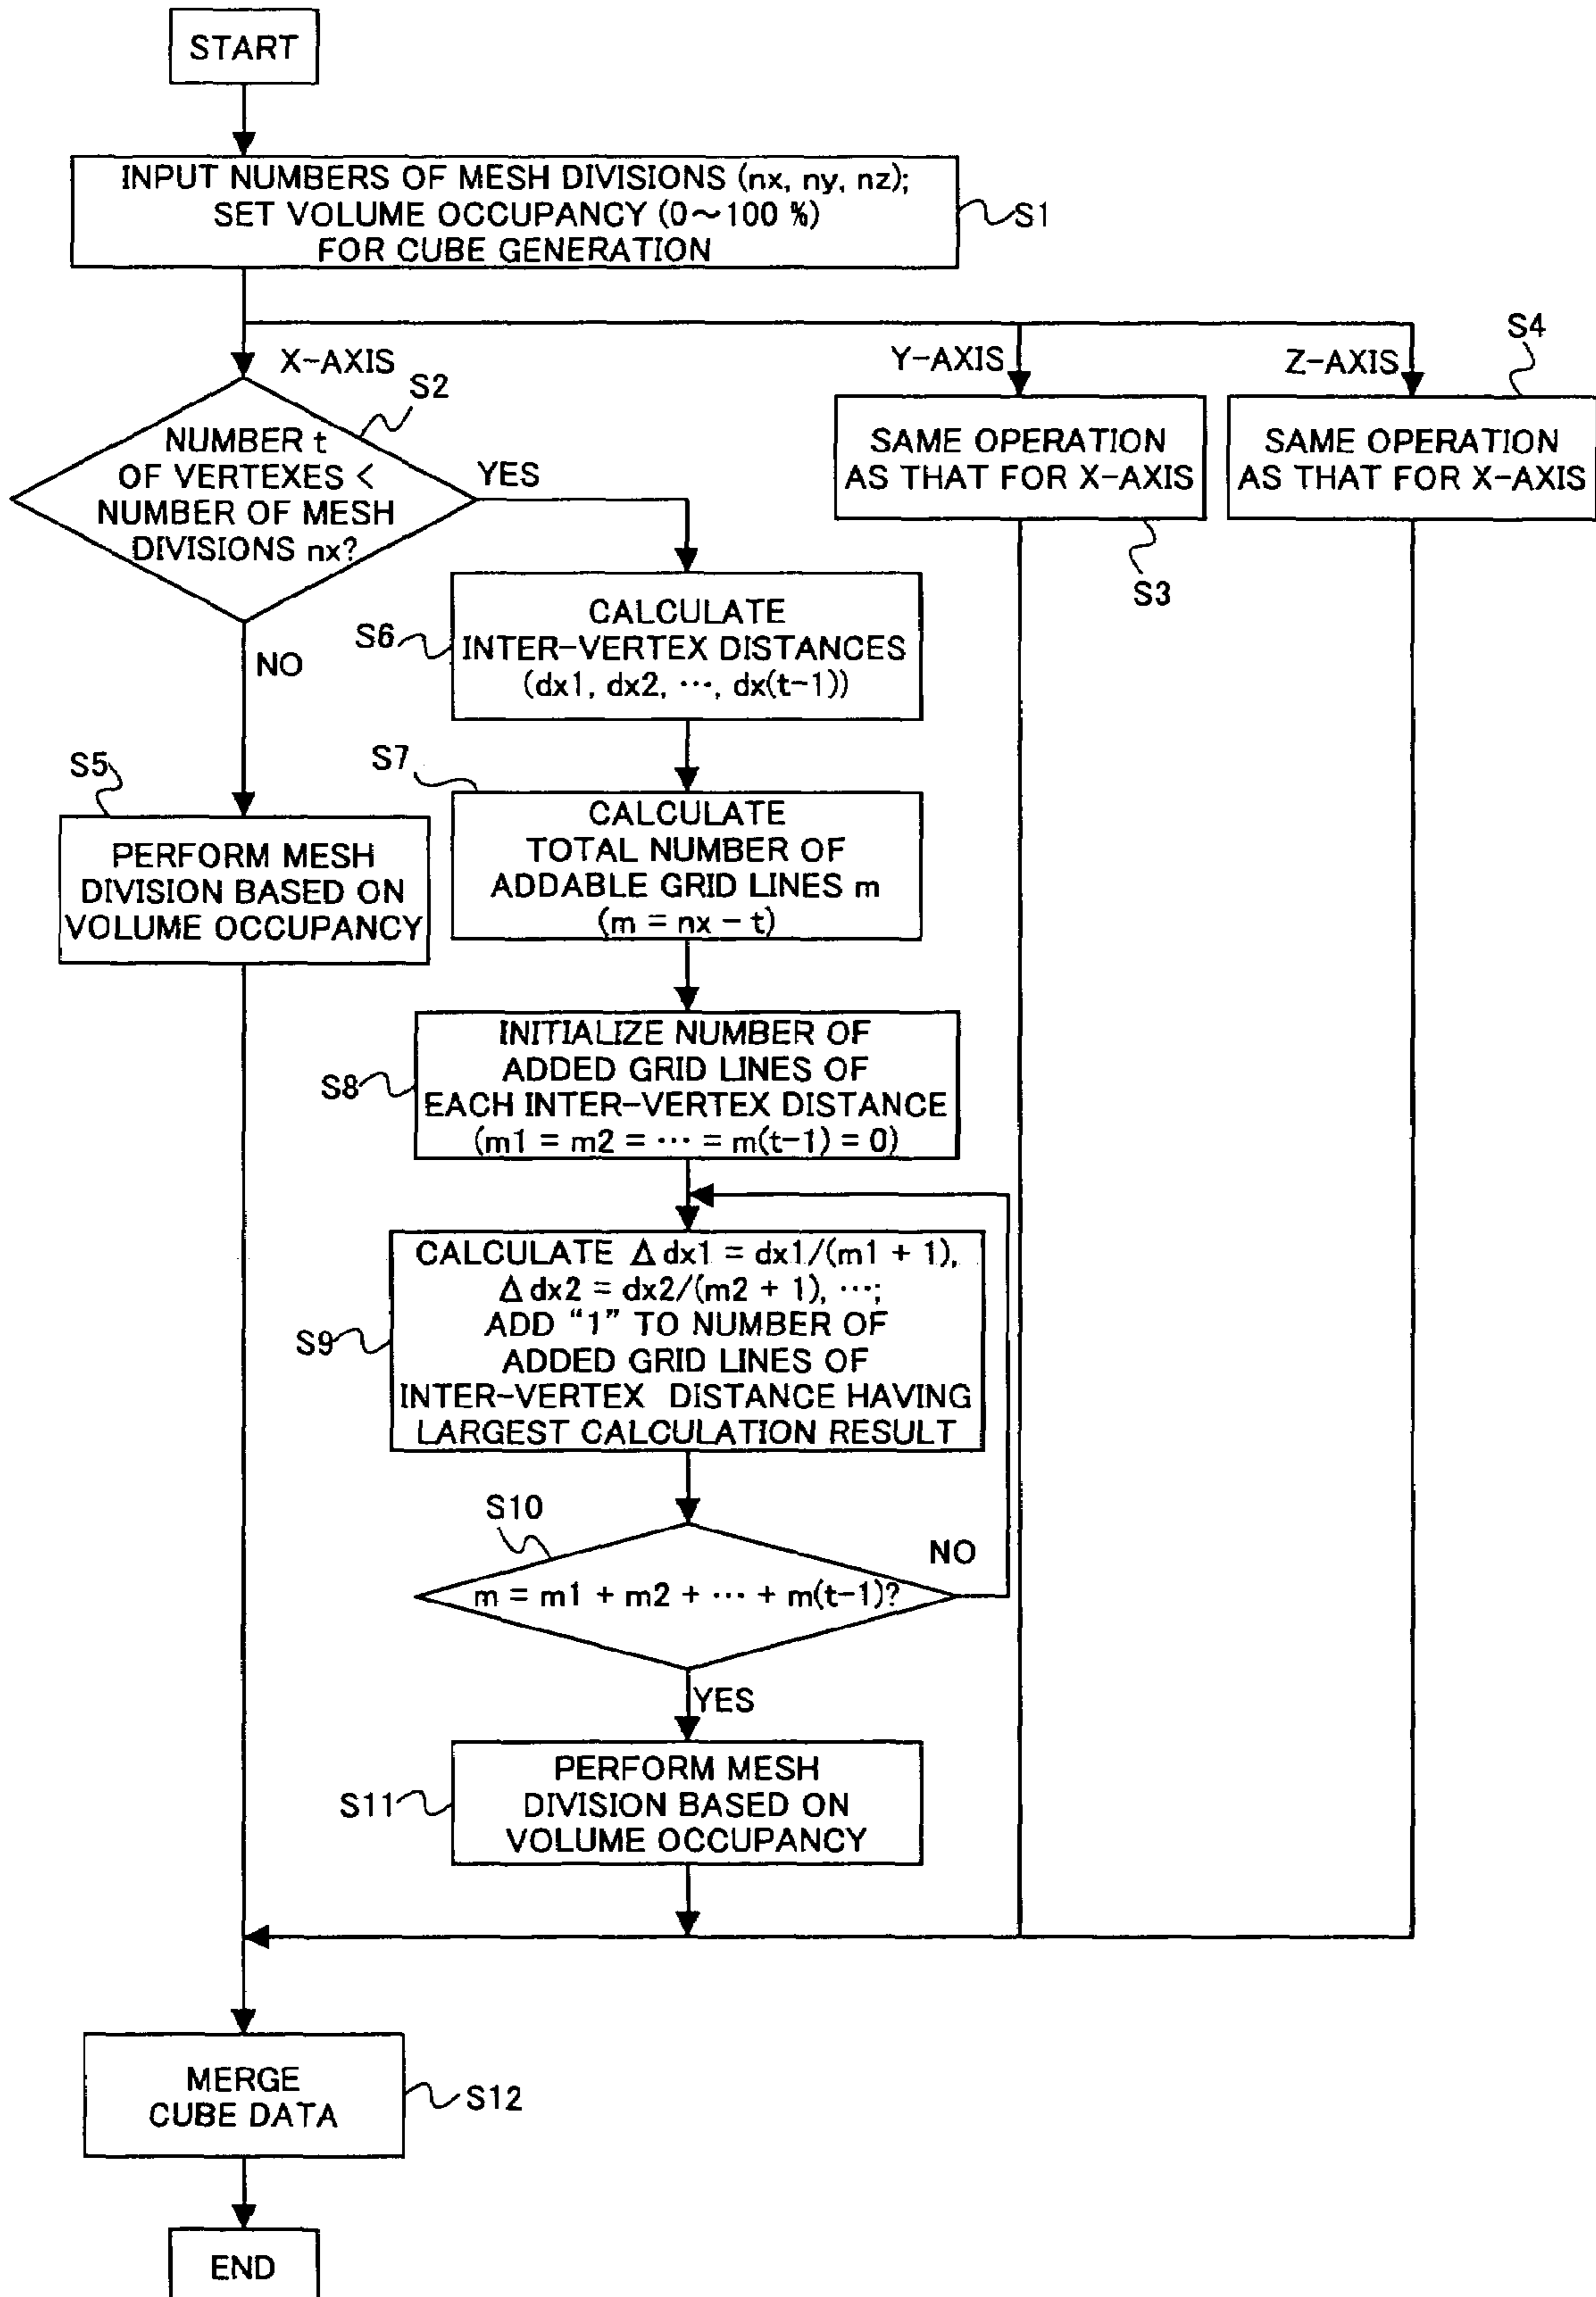 START
INPUT NUMBERS OF MESH DIVISIONS (nx, ny, nz);
SET VOLUME OCCUPANCY (0～100 %)
FOR CUBE GENERATION
S1
X-AXIS
Y-AXIS
Z-AXIS
S4
S2
NUMBER t
OF VERTEXES <
NUMBER OF MESH
DIVISIONS nx?
YES
NO
SAME OPERATION
AS THAT FOR X-AXIS
S3
SAME OPERATION
AS THAT FOR X-AXIS
S6
CALCULATE
INTER-VERTEX DISTANCES
(dx1, dx2, ⋯, dx(t-1))
S5
PERFORM MESH
DIVISION BASED ON
VOLUME OCCUPANCY
S7
CALCULATE
TOTAL NUMBER OF
ADDABLE GRID LINES m
(m = nx - t)
S8
INITIALIZE NUMBER OF
ADDED GRID LINES OF
EACH INTER-VERTEX DISTANCE
(m1 = m2 = ⋯ = m(t-1) = 0)
S9
CALCULATE Δdx1 = dx1/(m1 + 1),
Δdx2 = dx2/(m2 + 1), ⋯;
ADD “1” TO NUMBER OF
ADDED GRID LINES OF
INTER-VERTEX DISTANCE HAVING
LARGEST CALCULATION RESULT
S10
m = m1 + m2 + ⋯ + m(t-1)?
NO
YES
S11
PERFORM MESH
DIVISION BASED ON
VOLUME OCCUPANCY
MERGE
CUBE DATA
S12
END